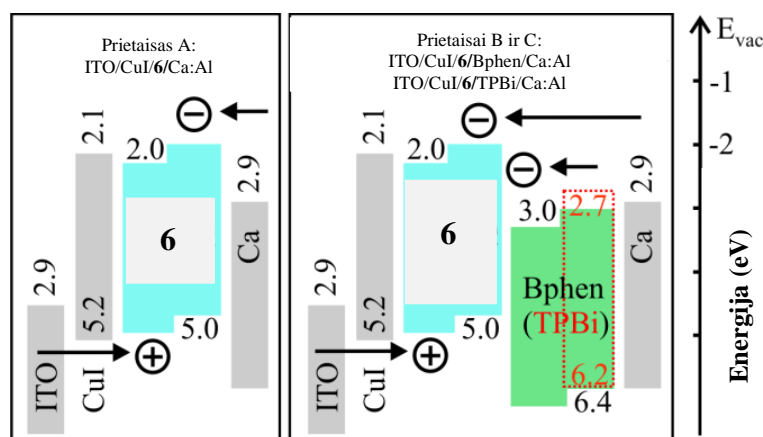 Prietaisas A:
ITO/CuI/6/Ca:Al
2.9
ITO
2.1
5.2
CuI
2.0
6
5.0
2.9
Ca
Prietaisai B ir C:
ITO/CuI/6/Bphen/Ca:Al
ITO/CuI/6/TPBi/Ca:Al
2.9
ITO
2.1
5.2
CuI
2.0
6
5.0
3.0
2.7
Bphen
(TPBi)
6.2
6.4
2.9
Ca
Evac
-1
-2
Energija (eV)